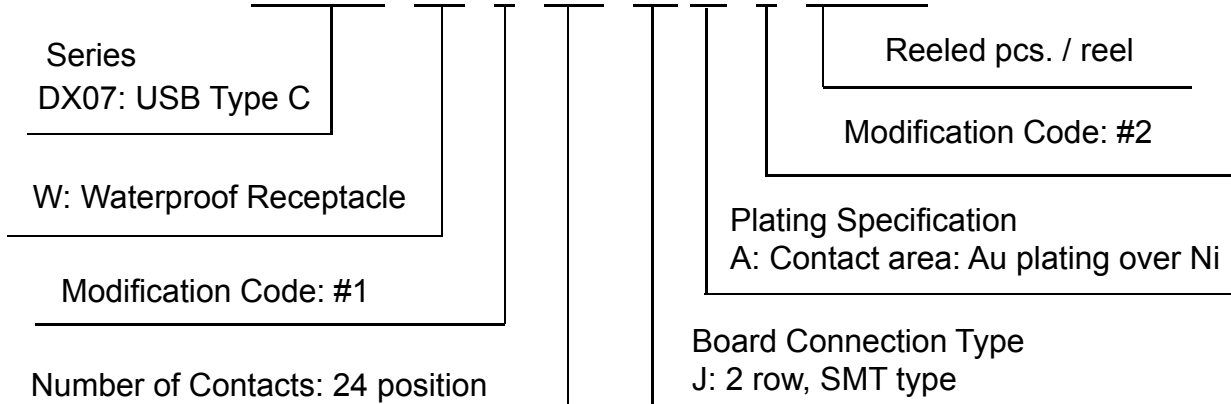 Series
DX07: USB Type C
W: Waterproof Receptacle
Modification Code: #1
Number of Contacts: 24 position
Reeled pcs. / reel
Modification Code: #2
Plating Specification
A: Contact area: Au plating over Ni
Board Connection Type
J: 2 row, SMT type